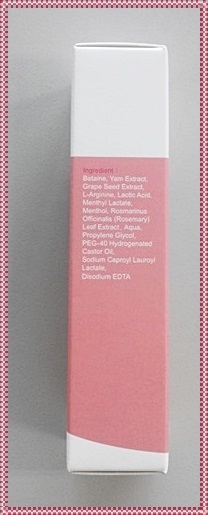 Ingredient :
Betaine, Yam Extract,
Grape Seed Extract,
L-Arginine, Lactic Acid,
Menthyl Lactate,
Menthol, Rosmarinus
Officinalis (Rosemary)
Leaf Extract , Aqua,
Propylene Glycol,
PEG-40 Hydrogenated
Castor Oil,
Sodium Caproyl Lauroyl
Lactate,
Disodium EDTA